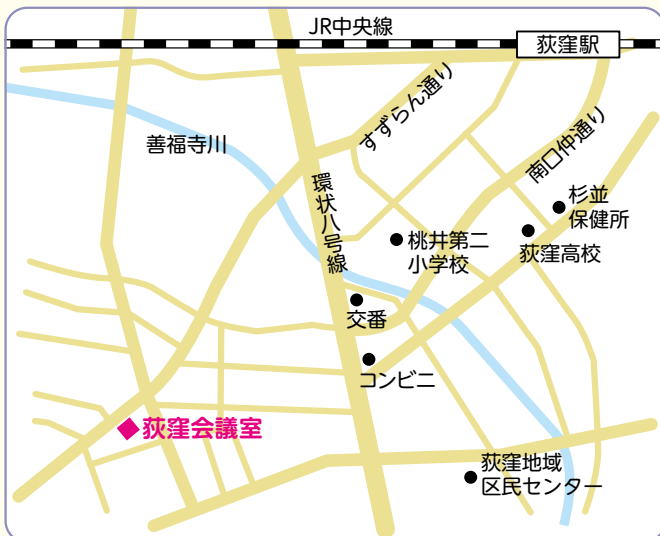 JR中央線
荻窪駅
すずらん通り
善福寺川
南口仲通り
環状八号線
杉並
保健所
桃井第二
小学校
荻窪高校
交番
コンビニ
荻窪会議室
荻窪地域
区民センター